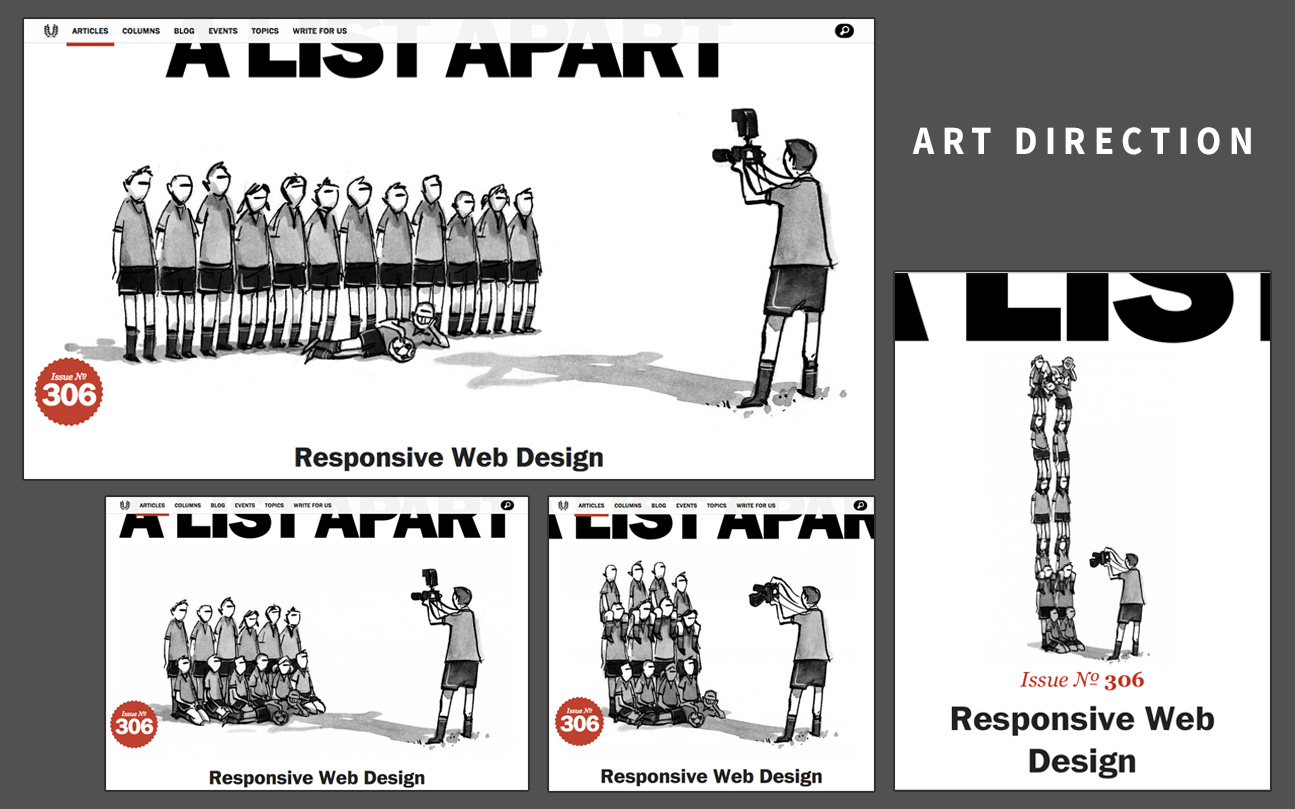 ARTICLES COLUMNS BLOG EVENTS TOPICS WRITE FOR US
A LIST APART
Issue Nº
306
Responsive Web Design
ART DIRECTION
ARTICLES COLUMNS BLOG EVENTS TOPICS WRITE FOR US
A LIST APART
Issue Nº
306
Responsive Web Design
ARTICLES COLUMNS BLOG EVENTS TOPICS WRITE FOR US
A LIST APAR
Issue Nº
306
Responsive Web Design
A LIST
Issue Nº 306
Responsive Web
Design